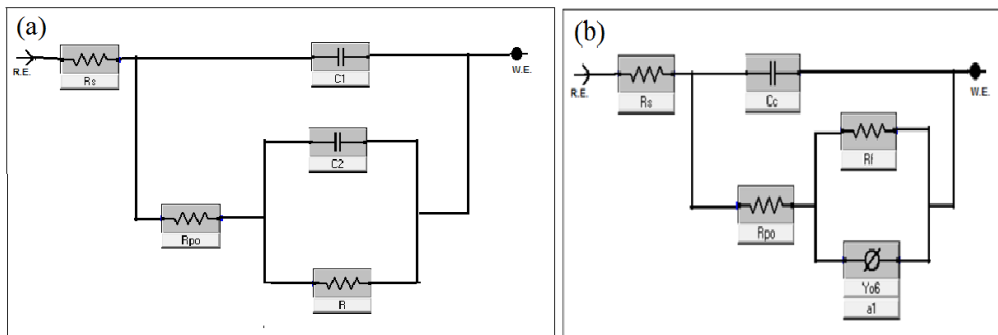 (a)
R.E.
Rs
C1
W.E.
C2
Rpo
R
(b)
R.E.
Rs
Cc
W.E.
Rf
Rpo
Yo6
a1